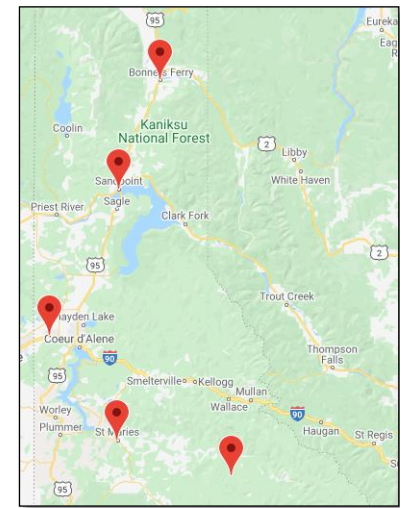 95
Eureka
Bonners Ferry
Coolin
Kaniksu
National Forest
2
Libby
White Haven
Sandpoint
Priest River
Sagle
Clark Fork
95
2
Trout Creek
Hayden Lake
Coeur d'Alene
90
Thompson
Falls
95
Smelterville
Kellogg
Mullan
Wallace
90
Worley
Plummer
St Maries
Haugan
St Regis
95